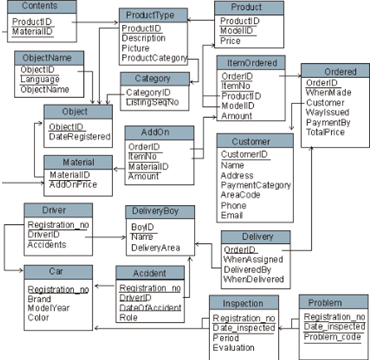 Contents
ProductID
MaterialID
ProductType
ProductID
Description
Picture
ProductCategory
Product
ProductID
ModelID
Price
ObjectName
ObjectID
Language
ObjectName
Category
CategoryID
ListingSeqNo
ItemOrdered
OrderID
ItemNo
ProductID
ModelID
Amount
Ordered
OrderID
WhenMade
Customer
WayIssued
PaymentBy
TotalPrice
Object
ObjectID
DateRegistered
AddOn
OrderID
ItemNo
MaterialID
Amount
Customer
CustomerID
Name
Address
PaymentCategory
AreaCode
Phone
Email
Material
MaterialID
AddOnPrice
Driver
Registration_no
DriverID
Accidents
DeliveryBoy
BoyID
Name
DeliveryArea
Delivery
OrderID
WhenAssigned
DeliveredBy
WhenDelivered
Car
Registration_no
Brand
ModelYear
Color
Accident
Registration_no
DriverID
DateOfAccident
Role
Inspection
Registration_no
Date_inspected
Period
Evaluation
Problem
Registration_no
Date_inspected
Problem_code